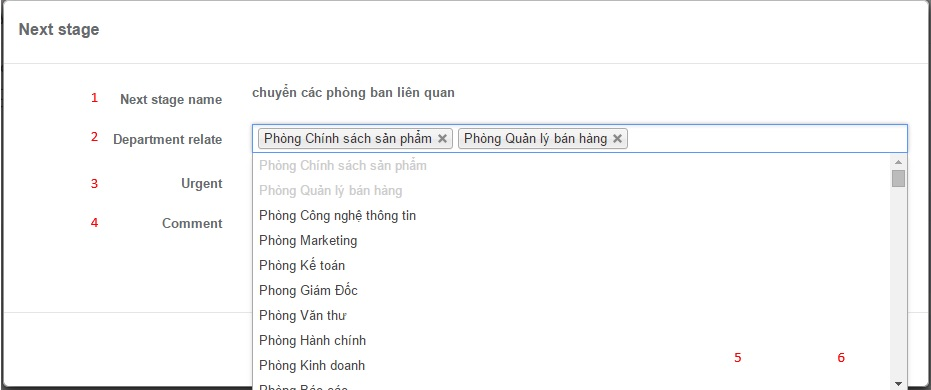 Next stage
1 Next stage name chuyển các phòng ban liên quan
2 Department relate Phòng Chính sách sản phẩm Phòng Quản lý bán hàng
Phòng Chính sách sản phẩm
3 Urgent Phòng Quản lý bán hàng
4 Comment Phòng Công nghệ thông tin
Phòng Marketing
Phòng Kế toán
Phong Giám Đốc
Phòng Văn thư
Phòng Hành chính
Phòng Kinh doanh 5 6
Phòng Báo cáo